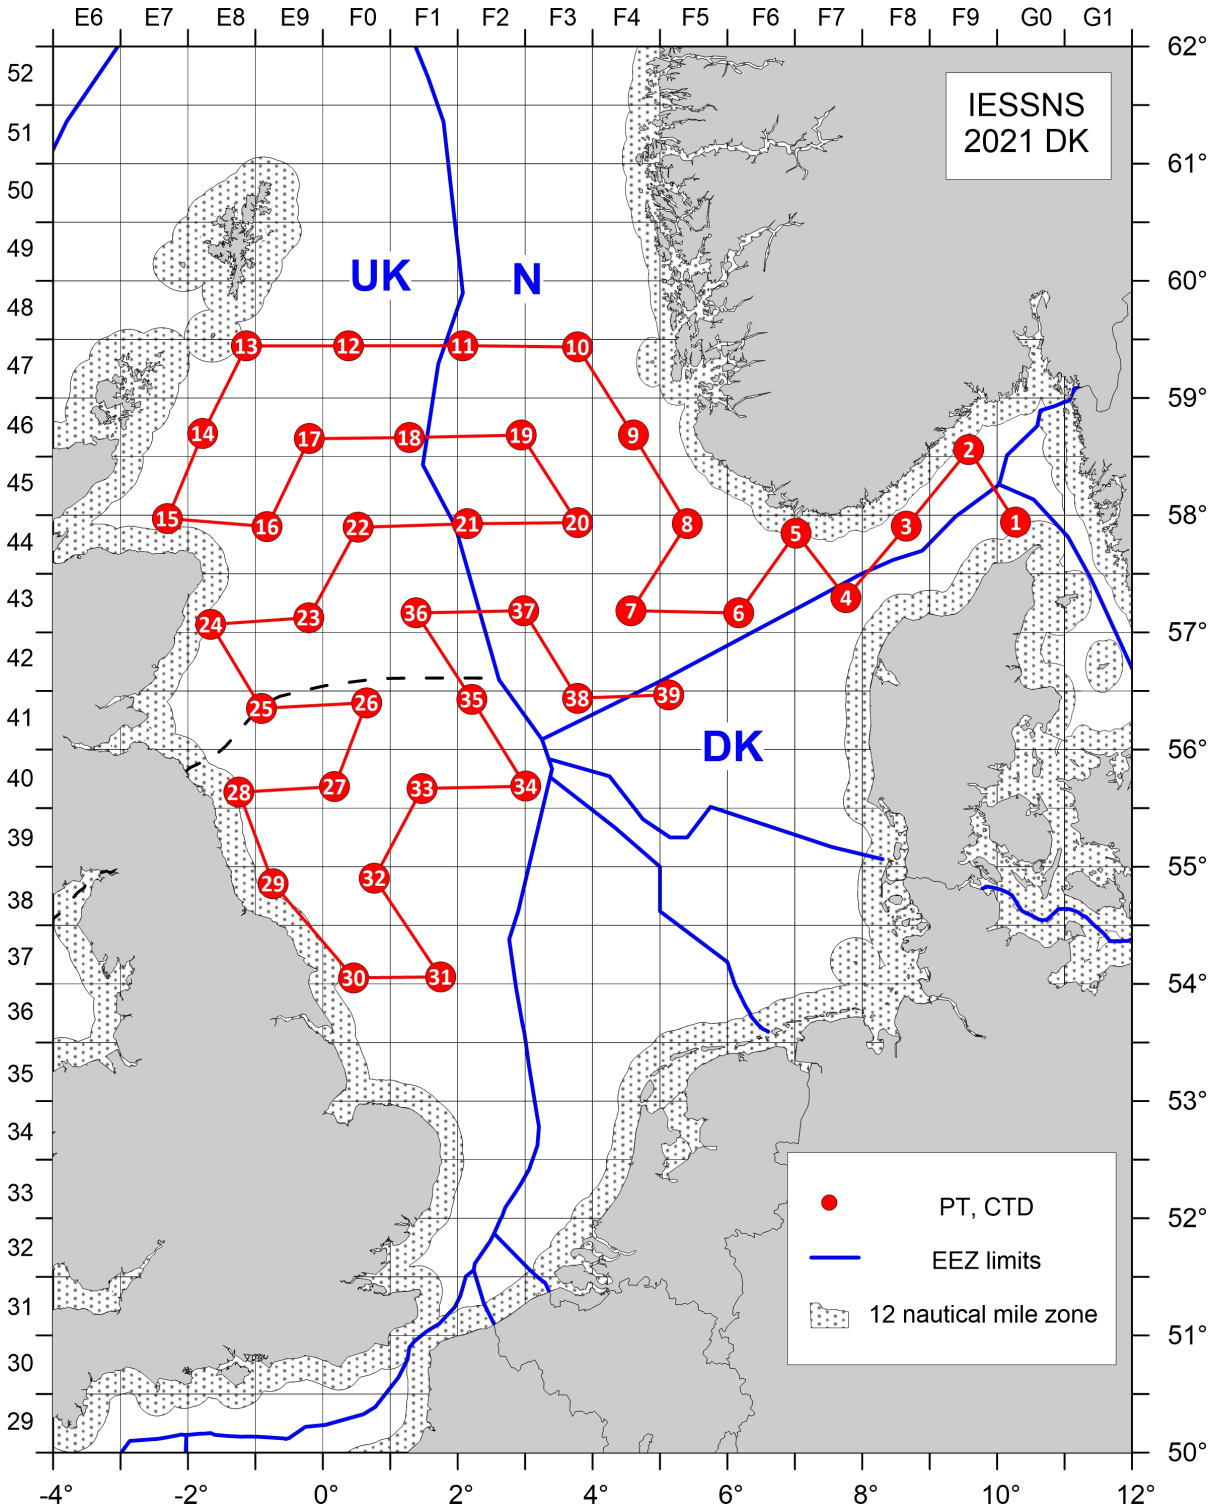 E6 E7 E8 E9 F0 F1 F2 F3 F4 F5 F6 F7 F8 F9 G0 G1
62°
52
IESSNS
2021 DK
51
61°
50
49
UK N
60°
48
13 12 11 10
47
59°
46
14 17 18 19 9
2
45
15 16 22 21 20 8 5 3 1
58°
44
4
43
24 23 36 37 7 6
57°
42
25 26 35 38 39
41
DK
56°
40
28 27 33 34
39
29 32
55°
38
37
30 31
54°
36
35
53°
34
33
PT, CTD
52°
32
EEZ limits
31
12 nautical mile zone
51°
30
29
50°
-4 -2° 0° 2° 4° 6° 8° 10° 12°